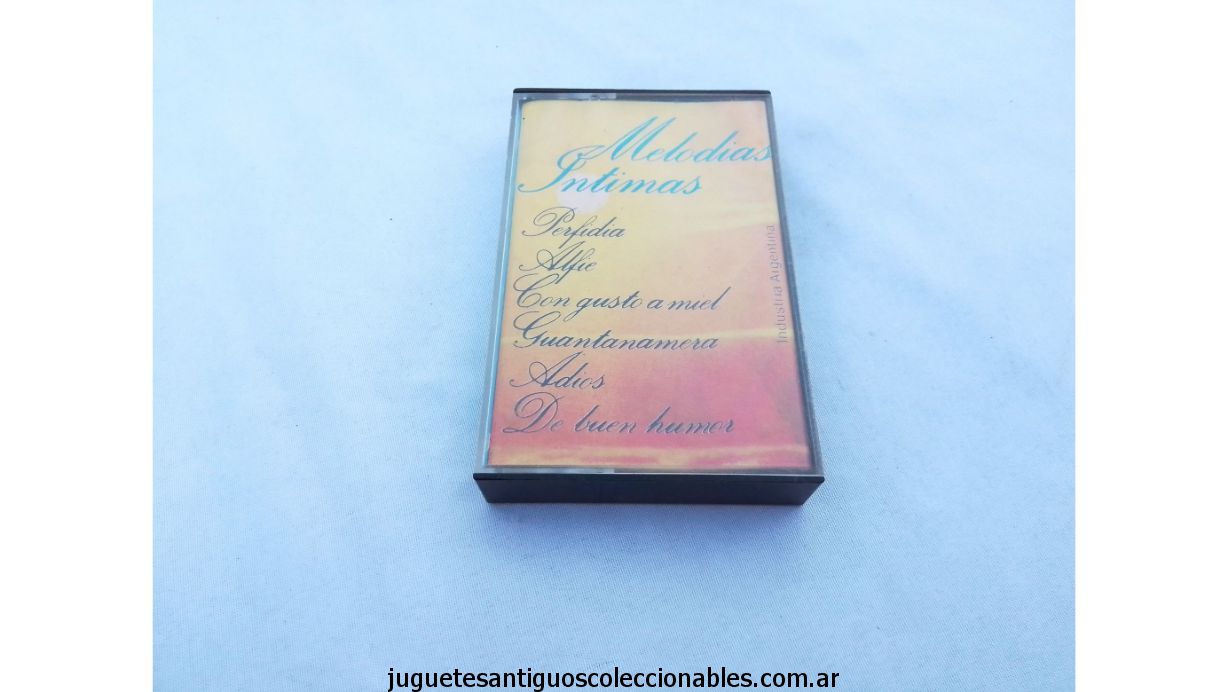 Melodias
Intimas
Perfidia
Alfie
Con gusto a miel
Guantanamera
Adios
De buen humor
Industria Argentina
juguetesantiguoscoleccionables.com.ar